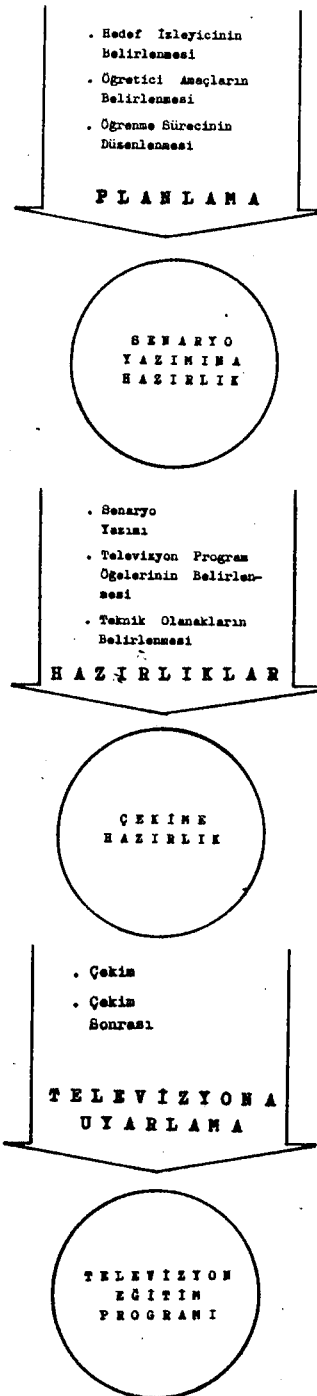 . Hedef İzleyicinin
Belirlenmesi
. Öğretici Amaçların
Belirlenmesi
. Öğrenme Sürecinin
Düzenlenmesi
PLANLAMA
SENARYO
YAZIMINA
HAZIRLIK
. Senaryo
Yazımı
. Televizyon Program
Öğelerinin Belirlen-
mesi
. Teknik Olanakların
Belirlenmesi
HAZIRLIKLAR
ÇEKİME
HAZIRLIK
. Çekim
. Çekim
Sonrası
TELEVİZYONA
UYARLAMA
TELEVİZYON
EĞİTİM
PROGRAMI